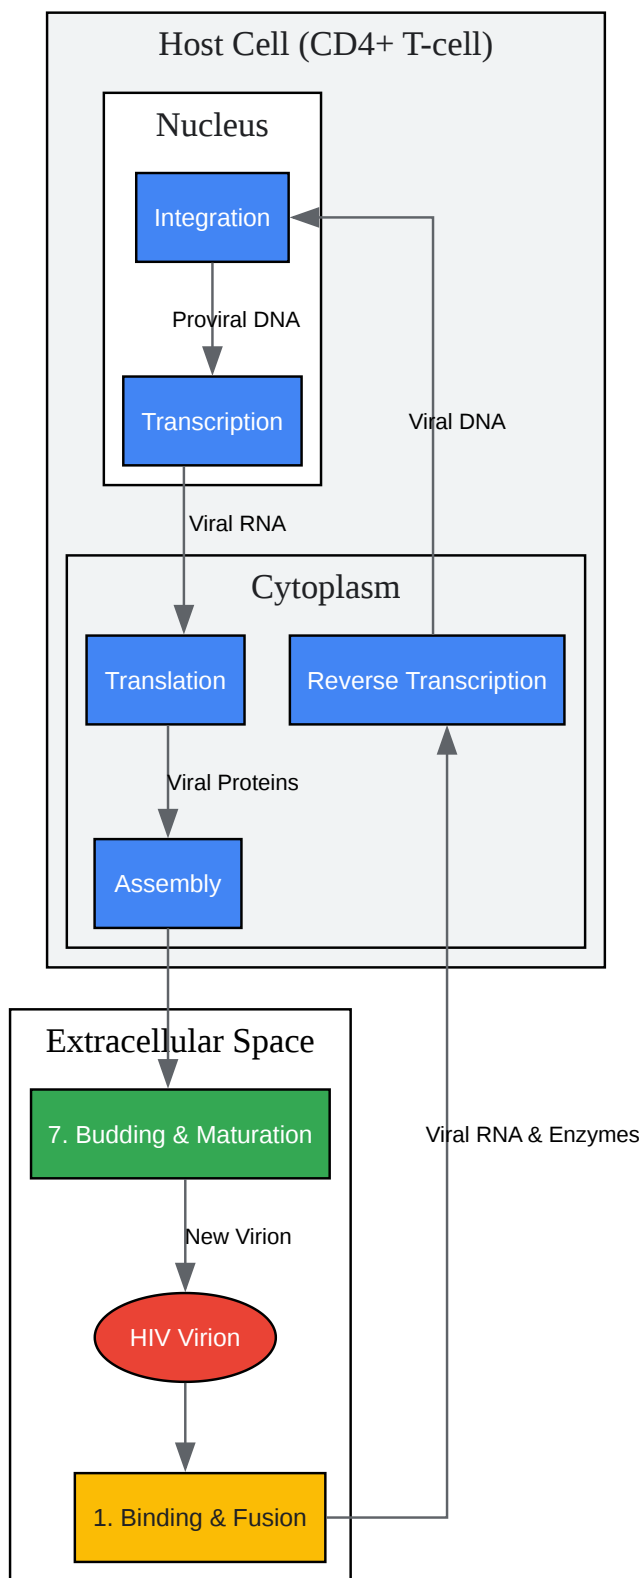 Host Cell (CD4+ T-cell)
Nucleus
Integration
Proviral DNA
Transcription
Viral DNA
Viral RNA
Cytoplasm
Translation
Reverse Transcription
Viral Proteins
Assembly
Extracellular Space
7. Budding & Maturation
Viral RNA & Enzymes
New Virion
HIV Virion
1. Binding & Fusion